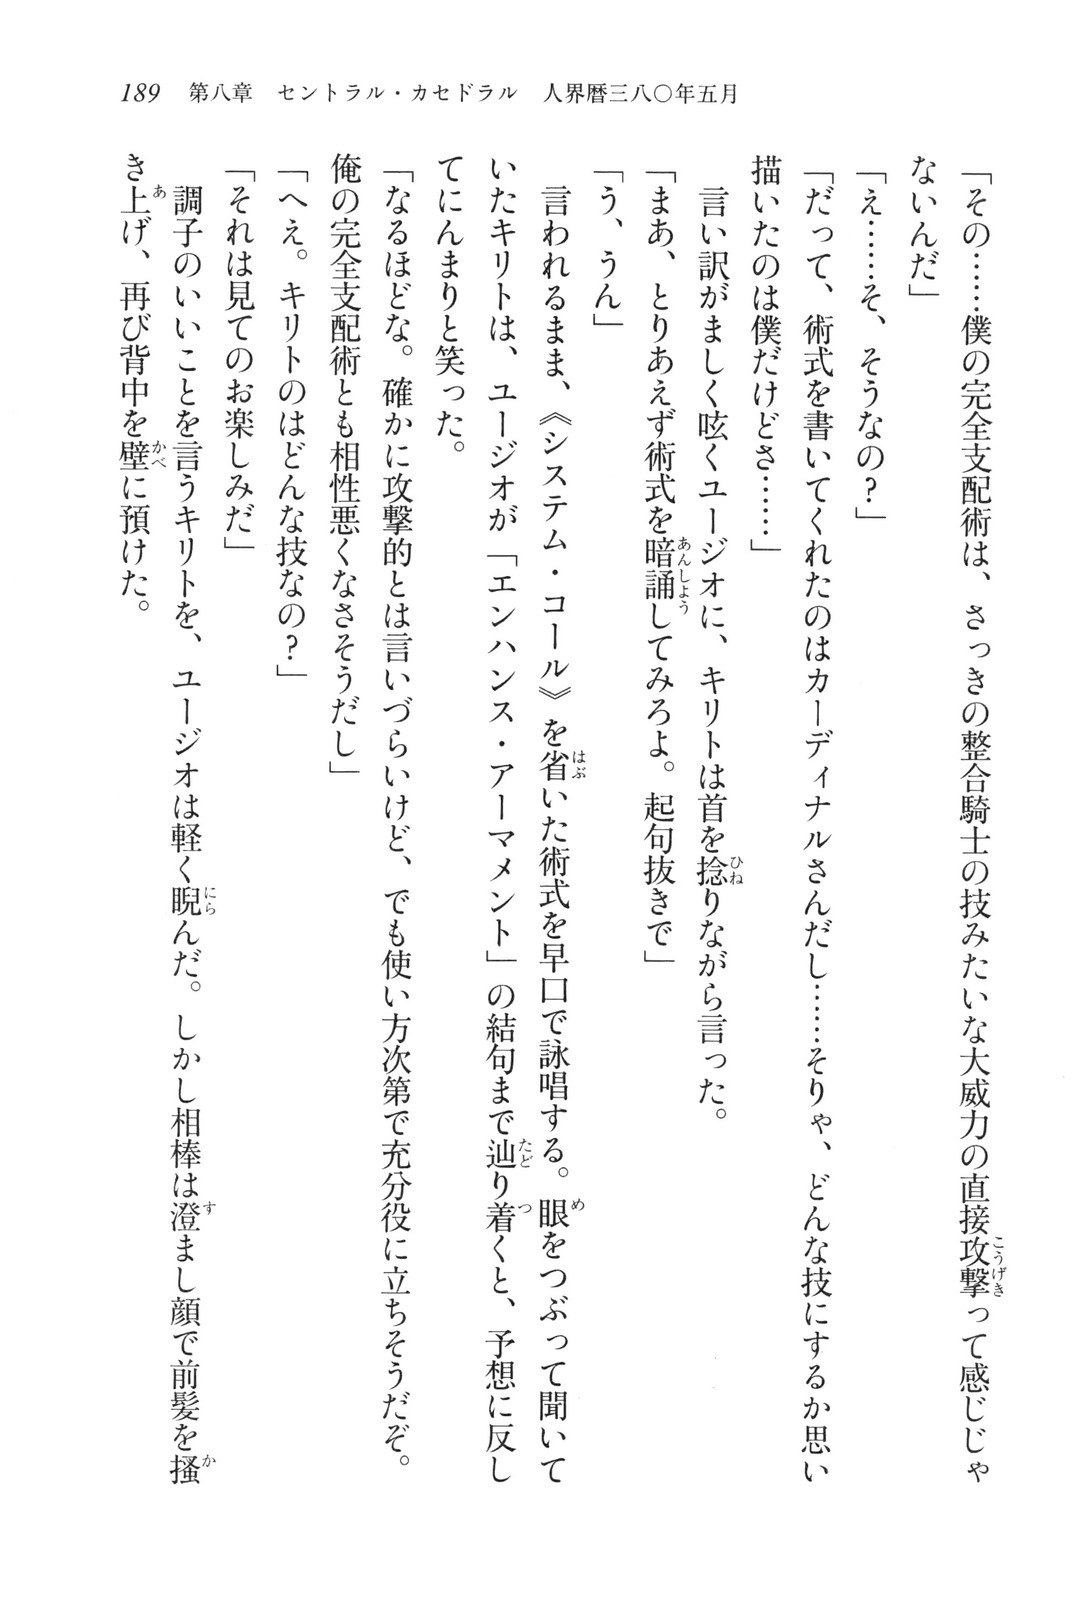 189 第八章 セントラル・カセドラル 人界暦三八〇年五月
「その……僕の完全支配術は、さっきの整合騎士の技みたいな大威力の直接攻撃って感じじゃ
ないんだ」
「え……そ、そうなの?」
「だって、術式を書いてくれたのはカーディナルさんだし……そりゃ、どんな技にするか思い
描いたのは僕だけどさ……」
言い訳がましく呟くユージオに、キリトは首を捻りながら言った。
「まあ、とりあえず術式を暗誦してみろよ。起句抜きで」
「う、うん」
言われるまま、《システム・コール》を省いた術式を早口で詠唱する。眼をつぶって聞いて
いたキリトは、ユージオが「エンハンス・アーマメント」の結句まで辿り着くと、予想に反し
てにんまりと笑った。
「なるほどな。確かに攻撃的とは言いづらいけど、でも使い方次第で充分役に立ちそうだぞ。
俺の完全支配術とも相性悪くなさそうだし」
「へえ。キリトのはどんな技なの?」
「それは見てのお楽しみだ」
調子のいいことを言うキリトを、ユージオは軽く睨んだ。しかし相棒は澄まし顔で前髪を掻
き上げ、再び背中を壁に預けた。